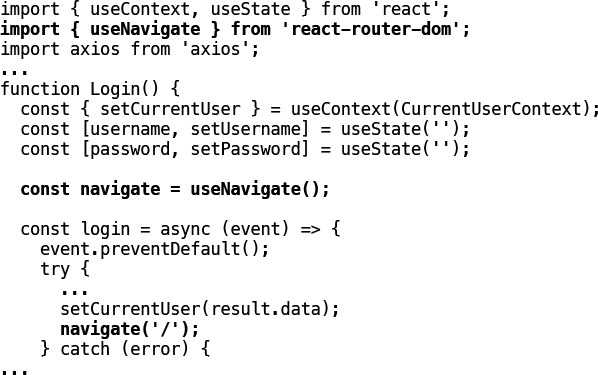 import { useContext, useState } from 'react';
import { useNavigate } from 'react-router-dom';
import axios from 'axios';
...
function Login() {
  const { setCurrentUser } = useContext(CurrentUserContext);
  const [username, setUsername] = useState('');
  const [password, setPassword] = useState('');

  const navigate = useNavigate();

  const login = async (event) => {
    event.preventDefault();
    try {
      ...
      setCurrentUser(result.data);
      navigate('/');
    } catch (error) {
...